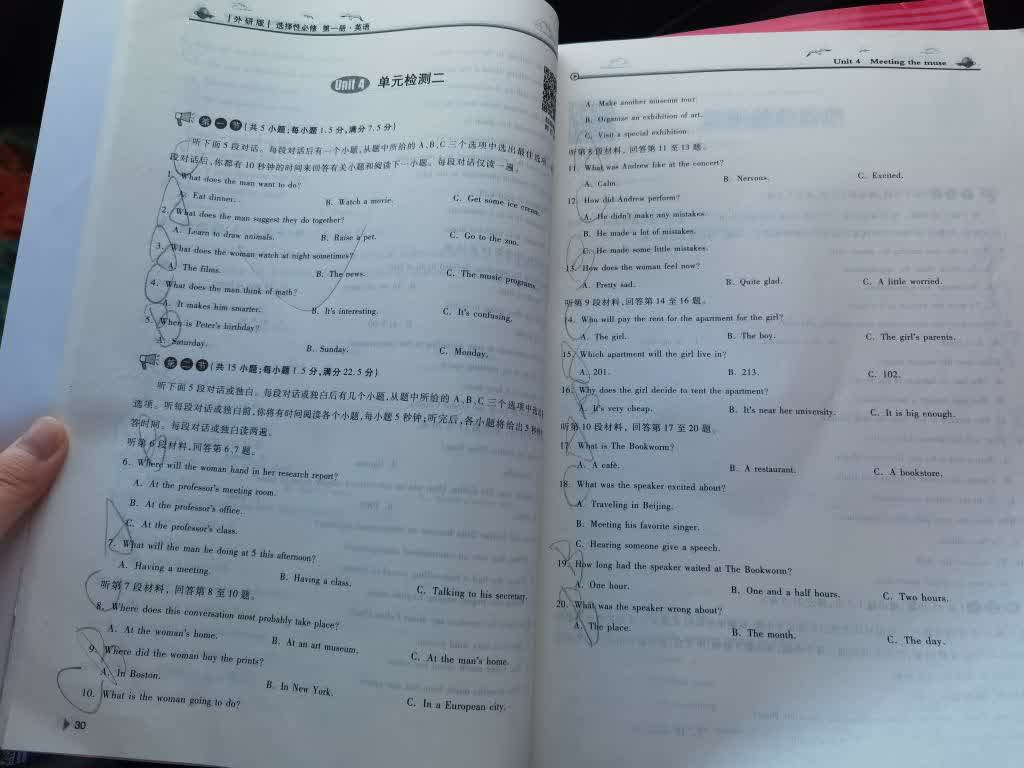 外研版 选择性必修 第一册·英语
Unit 4 单元检测二
第一节 (共5小题;每小题1.5分,满分7.5分)
听下面5段对话。每段对话后有一个小题,从题中所给的A、B、C三个选项中选出最佳选项。
段对话后,你都有10秒钟的时间来回答有关小题和阅读下一小题。每段对话仅读一遍。
1. What does the man want to do?
A. Eat dinner. B. Watch a movie. C. Get some ice cream.
2. What does the man suggest they do together?
A. Learn to draw animals. B. Raise a pet. C. Go to the zoo.
3. What does the woman watch at night sometimes?
A. The films. B. The news. C. The music programs.
4. What does the man think of math?
A. It makes him smarter. B. It's interesting. C. It's confusing.
5. When is Peter's birthday?
A. Saturday. B. Sunday. C. Monday.
第二节 (共15小题;每小题1.5分,满分22.5分)
听下面5段对话或独白。每段对话或独白后有几个小题,从题中所给的A、B、C三个选项中选出
选项。听每段对话或独白前,你将有时间阅读各个小题,每小题5秒钟;听完后,各小题将给出5秒钟
答时间。每段对话或独白读两遍。
听第6段材料,回答第6、7题。
6. Where will the woman hand in her research report?
A. At the professor's meeting room.
B. At the professor's office.
C. At the professor's class.
7. What will the man be doing at 5 this afternoon?
A. Having a meeting. B. Having a class. C. Talking to his secretary.
听第7段材料,回答第8至10题。
8. Where does this conversation most probably take place?
A. At the woman's home. B. At an art museum. C. At the man's home.
9. Where did the woman buy the prints?
A. In Boston. B. In New York. C. In a European city.
10. What is the woman going to do?
30
Unit 4 Meeting the muse
A. Make another museum tour.
B. Organise an exhibition of art.
C. Visit a special exhibition.
听第8段材料,回答第11至13题。
11. What was Andrew like at the concert?
A. Calm. B. Nervous. C. Excited.
12. How did Andrew perform?
A. He didn't make any mistakes.
B. He made a lot of mistakes.
C. He made some little mistakes.
13. How does the woman feel now?
A. Pretty sad. B. Quite glad. C. A little worried.
听第9段材料,回答第14至16题。
14. Who will pay the rent for the apartment for the girl?
A. The girl. B. The boy. C. The girl's parents.
15. Which apartment will the girl live in?
A. 201. B. 213. C. 102.
16. Why does the girl decide to rent the apartment?
A. It's very cheap. B. It's near her university. C. It is big enough.
听第10段材料,回答第17至20题。
17. What is The Bookworm?
A. A café. B. A restaurant. C. A bookstore.
18. What was the speaker excited about?
A. Traveling in Beijing.
B. Meeting his favorite singer.
C. Hearing someone give a speech.
19. How long had the speaker waited at The Bookworm?
A. One hour. B. One and a half hours. C. Two hours.
20. What was the speaker wrong about?
A. The place. B. The month. C. The day.